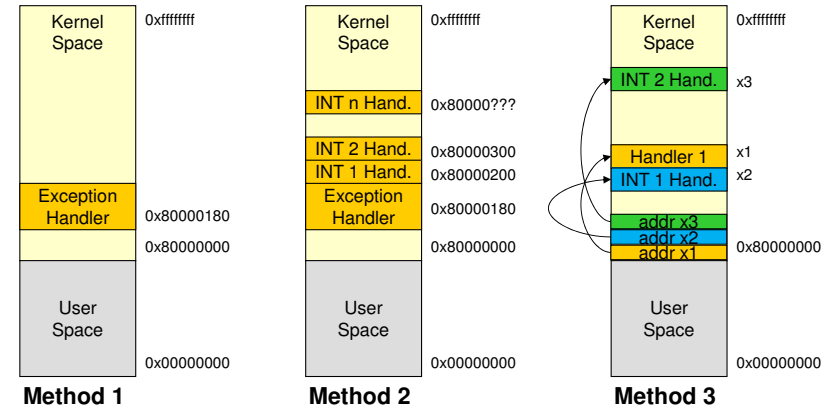 Kernel
Space
0xffffffff
Exception
Handler
0x80000180
0x80000000
User
Space
0x00000000
Method 1
Kernel
Space
0xffffffff
INT n Hand.
0x80000???
INT 2 Hand.
0x80000300
INT 1 Hand.
0x80000200
Exception
Handler
0x80000180
0x80000000
User
Space
0x00000000
Method 2
Kernel
Space
0xffffffff
INT 2 Hand.
x3
Handler 1
x1
INT 1 Hand.
x2
addr x3
addr x2
addr x1
0x80000000
User
Space
0x00000000
Method 3